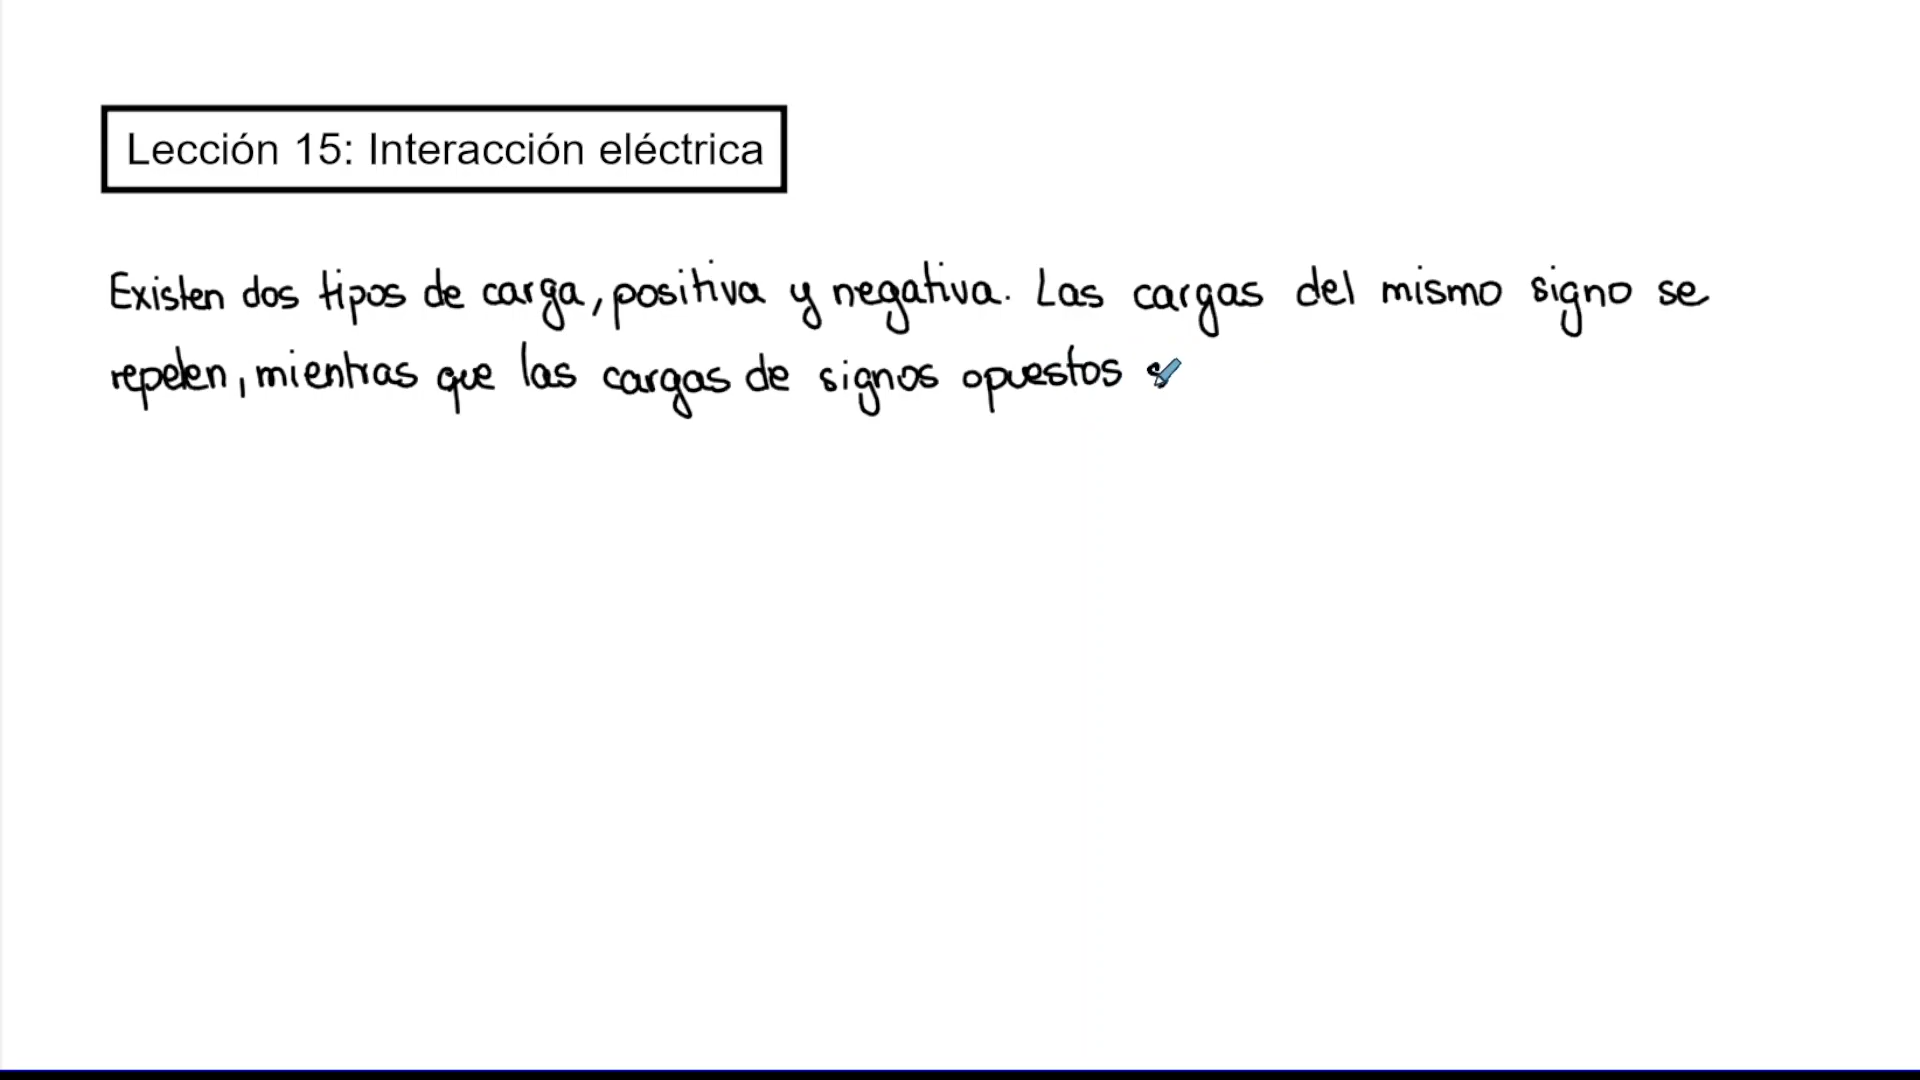 Lección 15: Interacción eléctrica
Existen dos tipos de carga, positiva y negativa. Las cargas del mismo signo se
repelen, mientras que las cargas de signos opuestos s